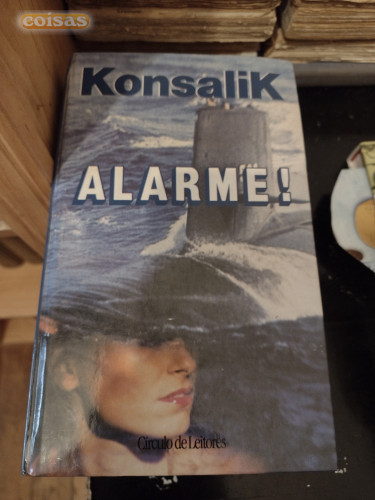 coisas
KonsaliK
ALARME!
Círculo de Leitores